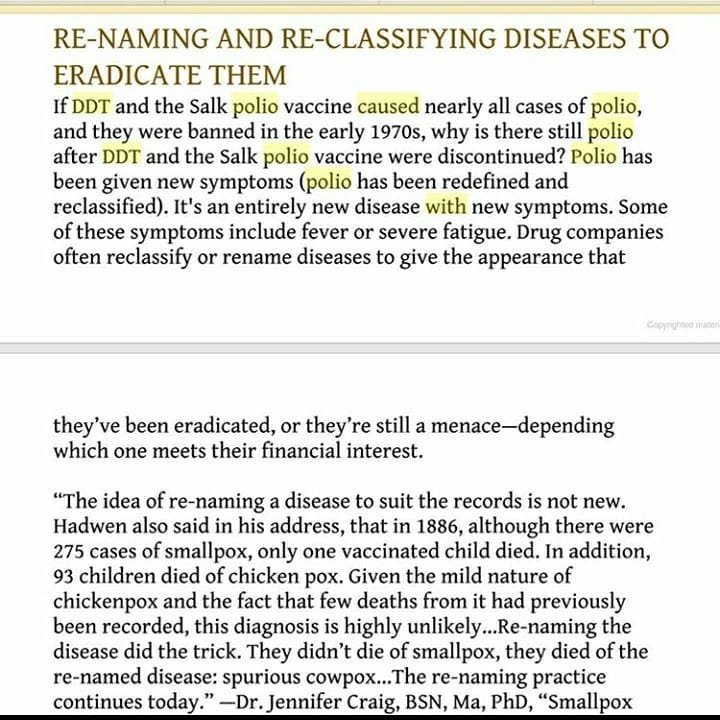 RE-NAMING AND RE-CLASSIFYING DISEASES TO
ERADICATE THEM
If DDT and the Salk polio vaccine caused nearly all cases of polio,
and they were banned in the early 1970s, why is there still polio
after DDT and the Salk polio vaccine were discontinued? Polio has
been given new symptoms (polio has been redefined and
reclassified). It's an entirely new disease with new symptoms. Some
of these symptoms include fever or severe fatigue. Drug companies
often reclassify or rename diseases to give the appearance that
Copyrighted
they've been eradicated, or they're still a menace—depending
which one meets their financial interest.
“The idea of re-naming a disease to suit the records is not new.
Hadwen also said in his address, that in 1886, although there were
275 cases of smallpox, only one vaccinated child died. In addition,
93 children died of chicken pox. Given the mild nature of
chickenpox and the fact that few deaths from it had previously
been recorded, this diagnosis is highly unlikely...Re-naming the
disease did the trick. They didn’t die of smallpox, they died of the
re-named disease: spurious cowpox...The re-naming practice
continues today.” —Dr. Jennifer Craig, BSN, Ma, PhD, “Smallpox